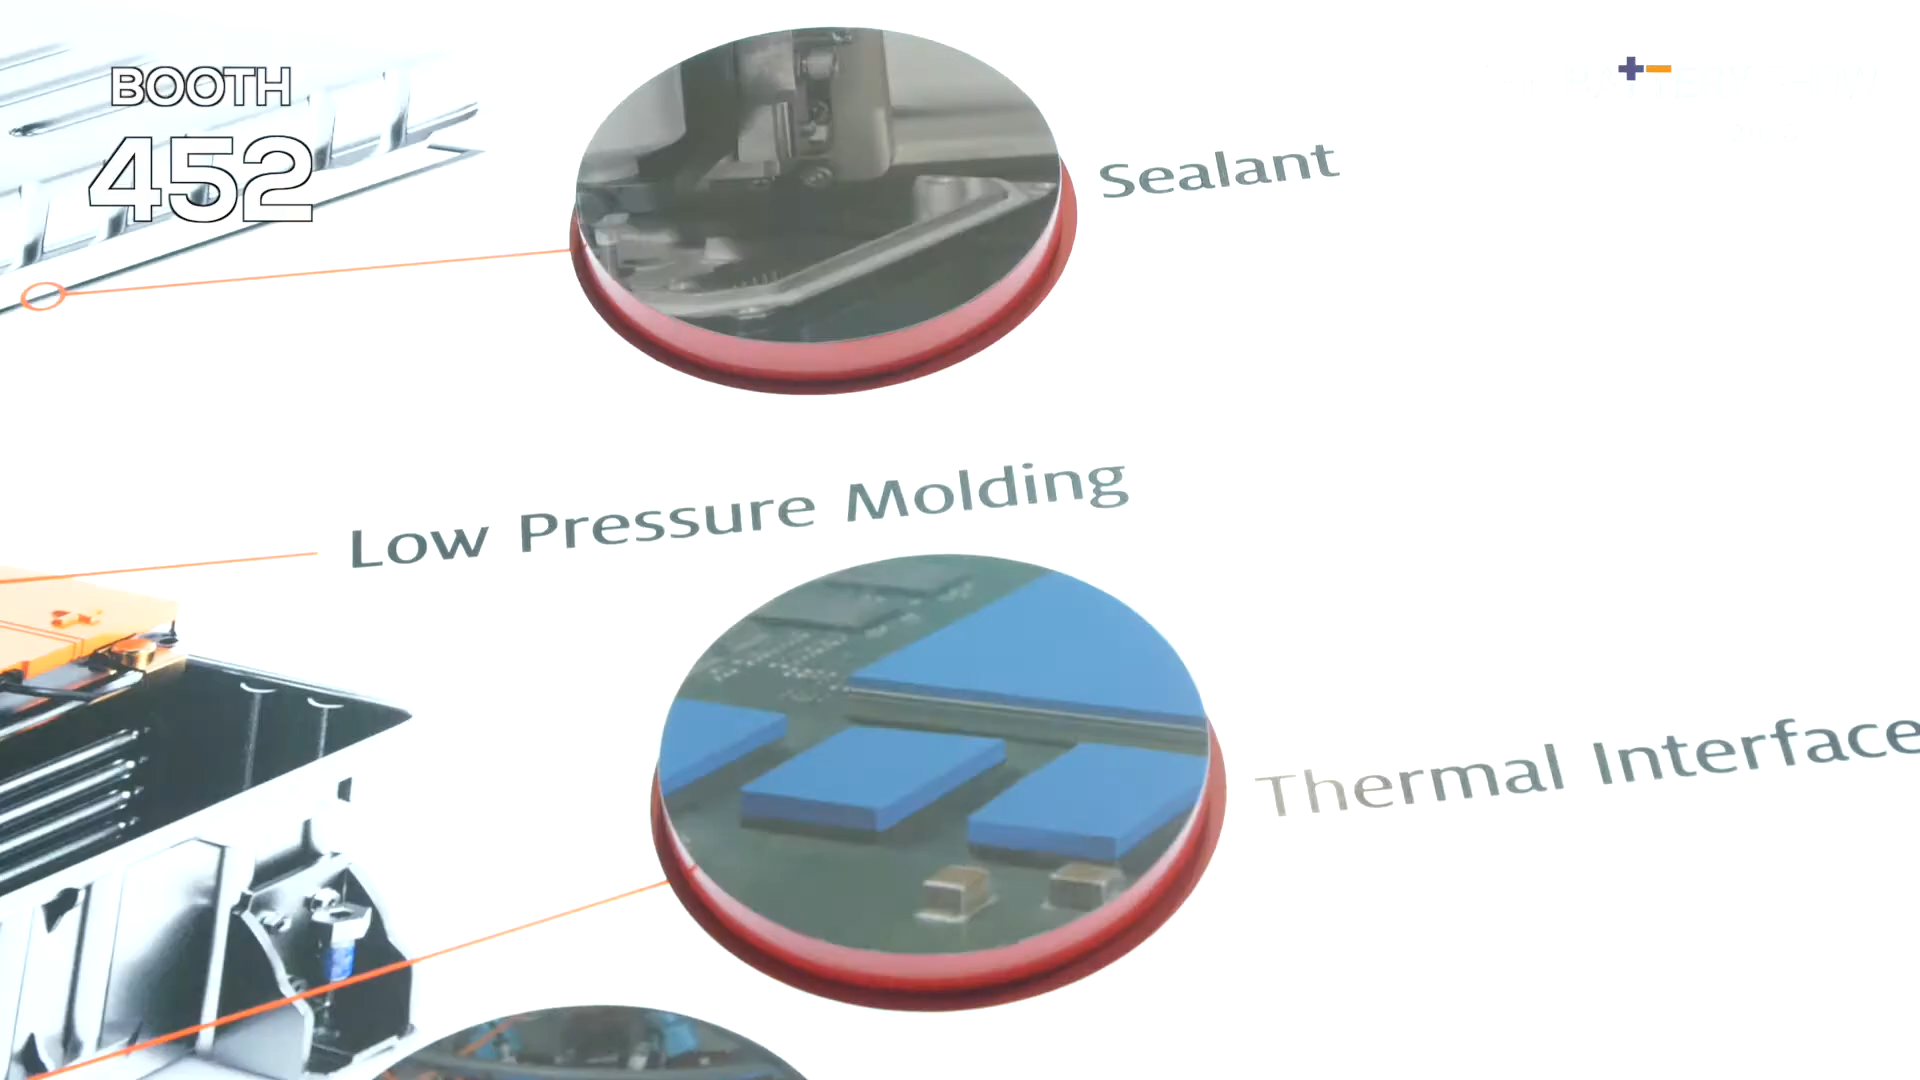 BOOTH
452
Sealant
Low Pressure Molding
Thermal Interface